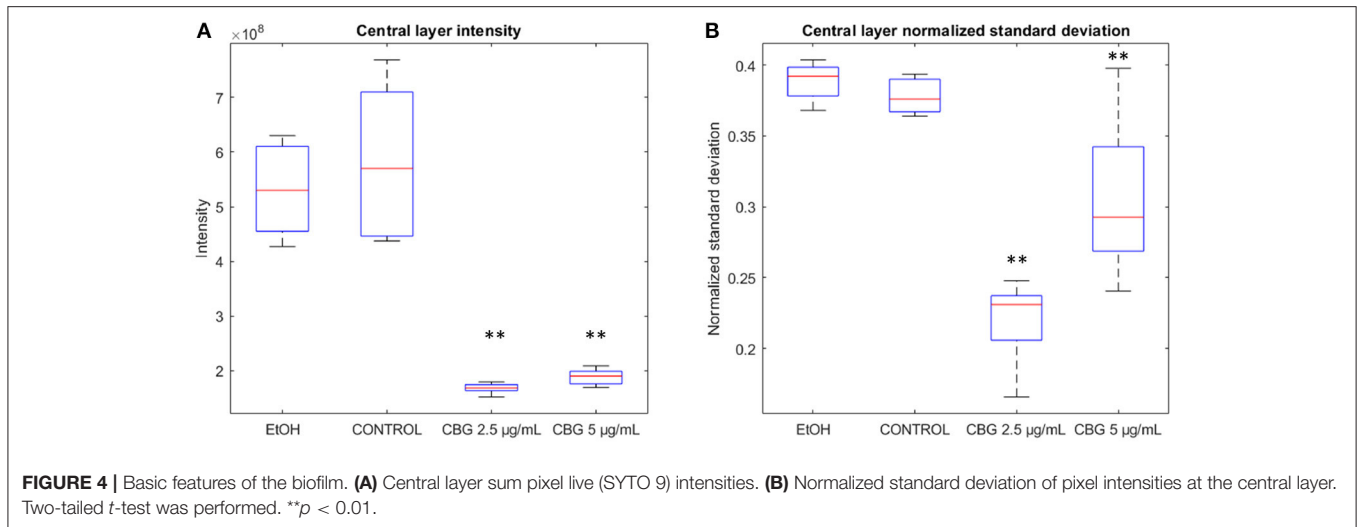 A
Central layer intensity
×10⁸
7
6
5
4
3
2
Intensity
**
**
EtOH CONTROL CBG 2.5 µg/mL CBG 5 µg/mL
B
Central layer normalized standard deviation
0.4
0.35
0.3
0.25
0.2
Normalized standard deviation
**
**
EtOH CONTROL CBG 2.5 µg/mL CBG 5 µg/mL
FIGURE 4 | Basic features of the biofilm. (A) Central layer sum pixel live (SYTO 9) intensities. (B) Normalized standard deviation of pixel intensities at the central layer.
Two-tailed t-test was performed. **p < 0.01.